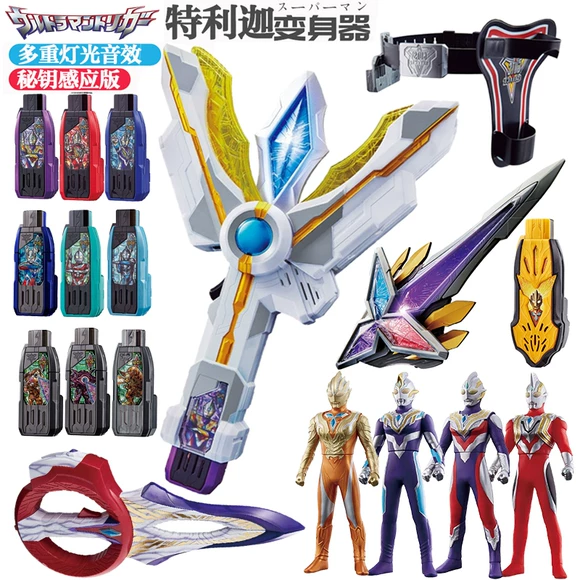 ウルトラマントリガー
スーパーマン
特利迦变身器
多重灯光音效
秘钥感应版